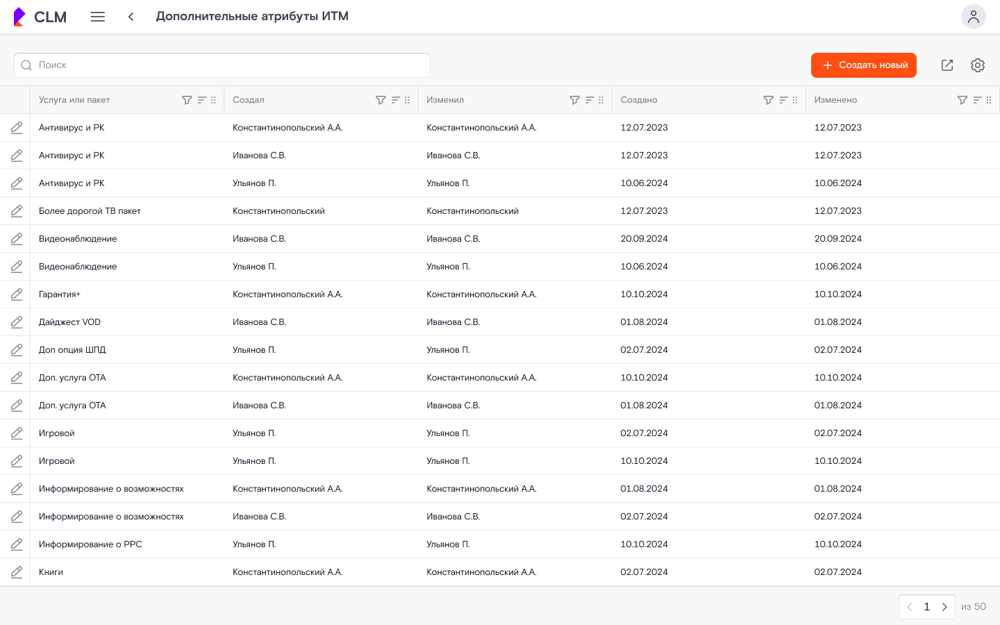 CLM Дополнительные атрибуты ИТМ
Поиск Создать новый
Услуга или пакет Создал Изменил Создано Изменено
Антивирус и РК Константинопольский А.А. Константинопольский А.А. 12.07.2023 12.07.2023
Антивирус и РК Иванова С.В. Иванова С.В. 12.07.2023 12.07.2023
Антивирус и РК Ульянов П. Ульянов П. 10.06.2024 10.06.2024
Более дорогой ТВ пакет Константинопольский Константинопольский 12.07.2023 12.07.2023
Видеонаблюдение Иванова С.В. Иванова С.В. 20.09.2024 20.09.2024
Видеонаблюдение Ульянов П. Ульянов П. 10.06.2024 10.06.2024
Гарантия+ Константинопольский А.А. Константинопольский А.А. 10.10.2024 10.10.2024
Дайджест VOD Иванова С.В. Иванова С.В. 01.08.2024 01.08.2024
Доп опция ШПД Ульянов П. Ульянов П. 02.07.2024 02.07.2024
Доп. услуга ОТА Константинопольский А.А. Константинопольский А.А. 10.10.2024 10.10.2024
Доп. услуга ОТА Иванова С.В. Иванова С.В. 01.08.2024 01.08.2024
Игровой Ульянов П. Ульянов П. 02.07.2024 02.07.2024
Игровой Ульянов П. Ульянов П. 10.10.2024 10.10.2024
Информирование о возможностях Константинопольский А.А. Константинопольский А.А. 01.08.2024 01.08.2024
Информирование о возможностях Иванова С.В. Иванова С.В. 02.07.2024 02.07.2024
Информирование о РРС Ульянов П. Ульянов П. 10.10.2024 10.10.2024
Книги Константинопольский А.А. Константинопольский А.А. 02.07.2024 02.07.2024
1 из 50